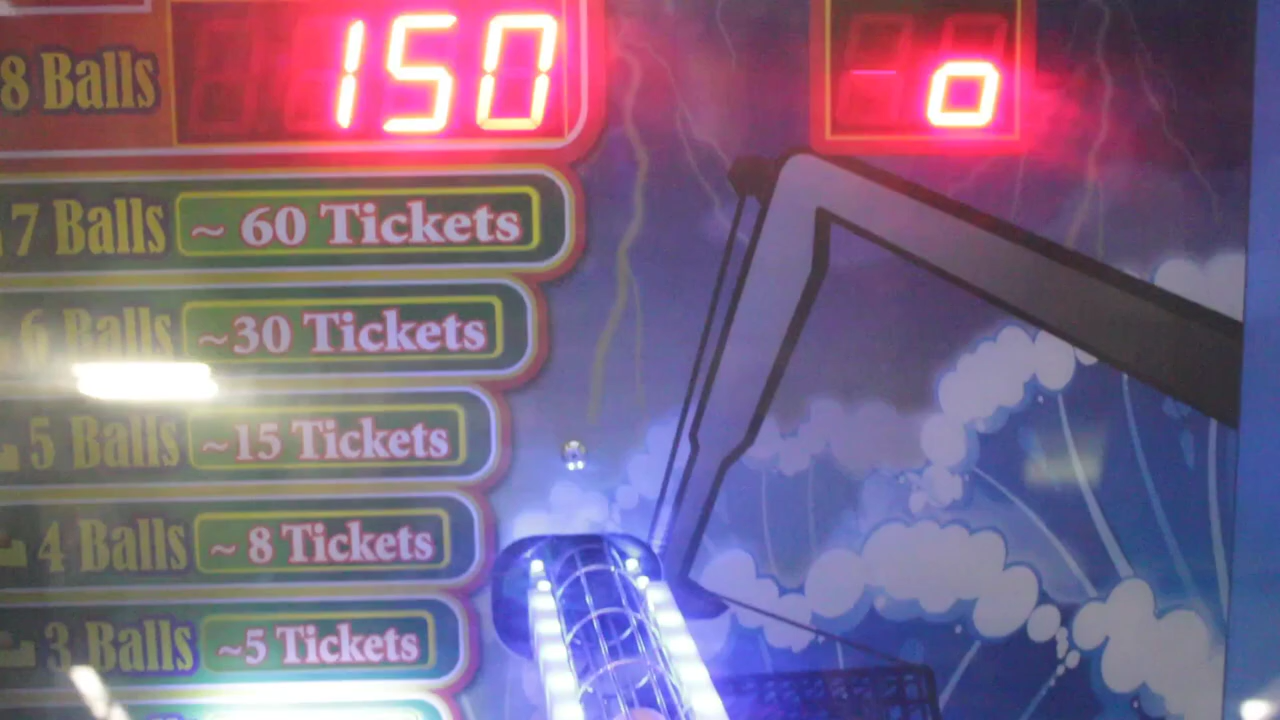 8 Balls 150 0
7 Balls ~ 60 Tickets
6 Balls ~30 Tickets
5 Balls ~15 Tickets
4 Balls ~ 8 Tickets
3 Balls ~5 Tickets